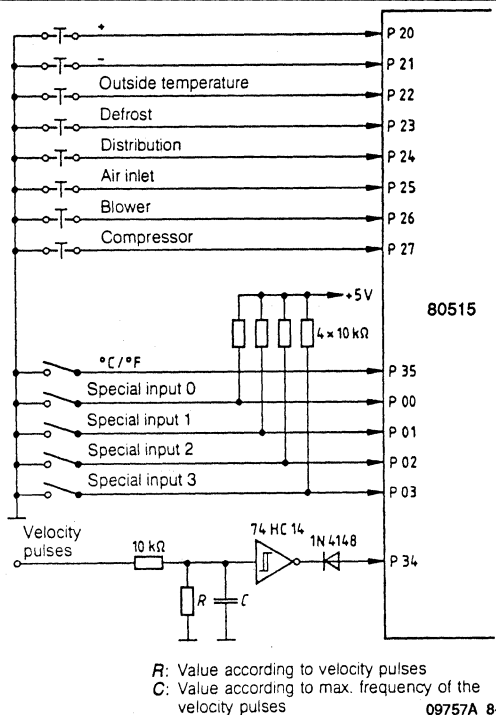 +
P 20
−
P 21
Outside temperature
P 22
Defrost
P 23
Distribution
P 24
Air inlet
P 25
Blower
P 26
Compressor
P 27
80515
+5V
4 × 10 kΩ
°C/°F
P 35
Special input 0
P 00
Special input 1
P 01
Special input 2
P 02
Special input 3
P 03
Velocity
pulses
10 kΩ
74 HC 14
1N 4148
P 34
R
C
R: Value according to velocity pulses
C: Value according to max. frequency of the
velocity pulses
09757A 8-